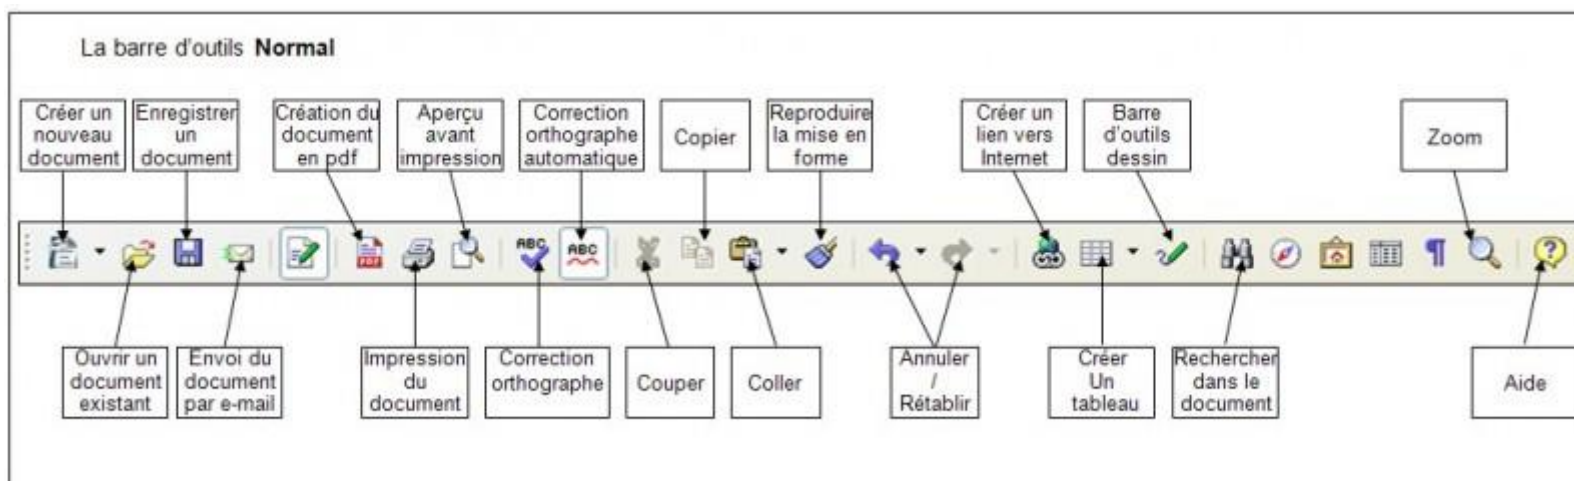 La barre d'outils Normal
Créer un
nouveau
document
Enregistrer
un
document
Création du
document
en pdf
Aperçu
avant
impression
Correction
orthographe
automatique
Copier
Reproduire
la mise en
forme
Créer un
lien vers
Internet
Barre
d'outils
dessin
Zoom
PDF
ABC
ABC
Ouvrir un
document
existant
Envoi du
document
par e-mail
Impression
du
document
Correction
orthographe
Couper
Coller
Annuler
/
Rétablir
Créer
Un
tableau
Rechercher
dans le
document
Aide